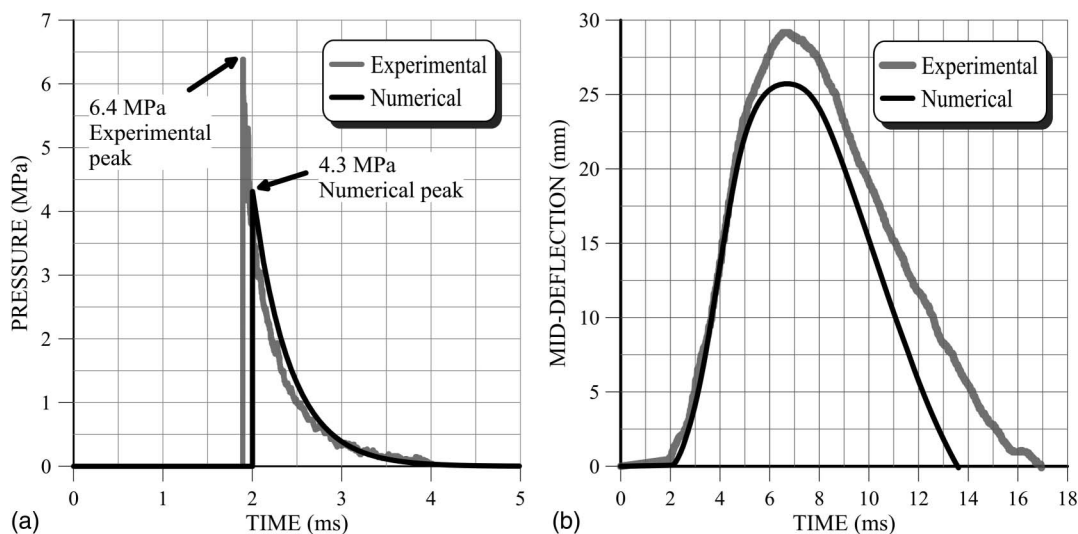 7
6
5
4
3
2
1
0
PRESSURE (MPa)
Experimental
Numerical
6.4 MPa
Experimental
peak
4.3 MPa
Numerical peak
0
1
2
3
4
5
TIME (ms)
(a)
30
25
20
15
10
5
0
MID-DEFLECTION (mm)
Experimental
Numerical
0
2
4
6
8
10
12
14
16
18
TIME (ms)
(b)